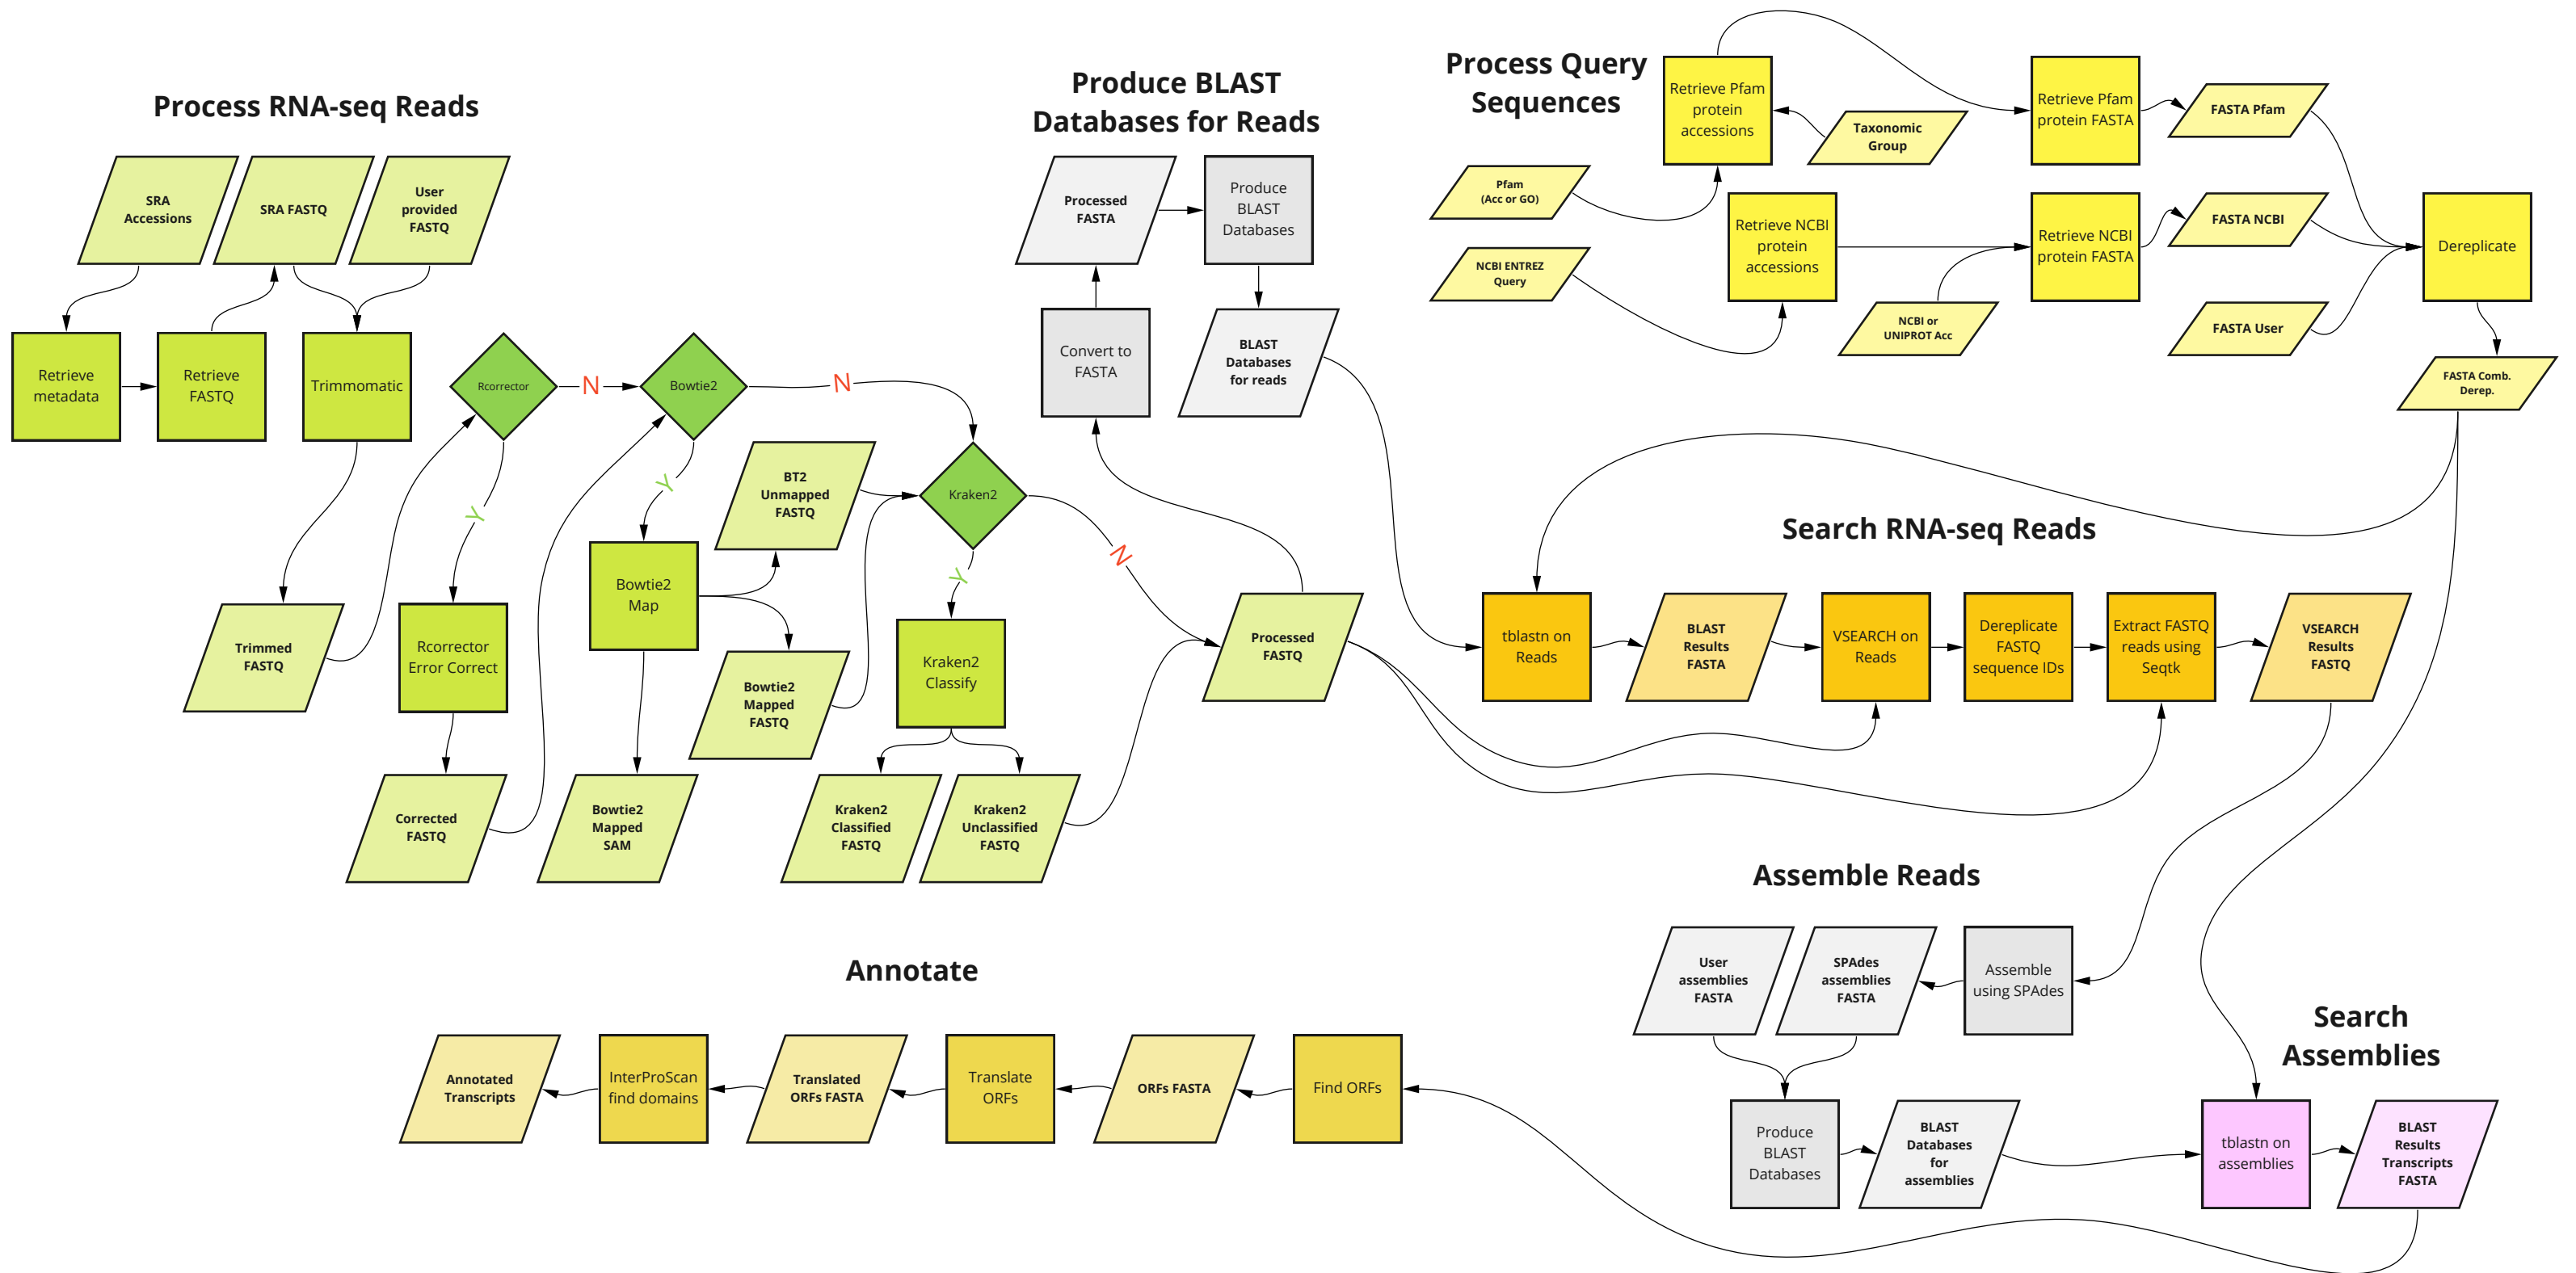 Process RNA-seq Reads
SRA
Accessions
SRA FASTQ
User
provided
FASTQ
Retrieve
metadata
Retrieve
FASTQ
Trimmomatic
Rcorrector
N
Bowtie2
N
Y
Y
BT2
Unmapped
FASTQ
Kraken2
N
Y
Trimmed
FASTQ
Rcorrector
Error Correct
Bowtie2
Map
Bowtie2
Mapped
FASTQ
Kraken2
Classify
Processed
FASTQ
Corrected
FASTQ
Bowtie2
Mapped
SAM
Kraken2
Classified
FASTQ
Kraken2
Unclassified
FASTQ
Produce BLAST
Databases for Reads
Processed
FASTA
Produce
BLAST
Databases
Convert to
FASTA
BLAST
Databases
for reads
Process Query
Sequences
Retrieve Pfam
protein
accessions
Taxonomic
Group
Retrieve Pfam
protein FASTA
FASTA Pfam
Pfam
(Acc or GO)
NCBI ENTREZ
Query
Retrieve NCBI
protein
accessions
NCBI or
UNIPROT Acc
Retrieve NCBI
protein FASTA
FASTA NCBI
FASTA User
Dereplicate
FASTA Comb.
Derep.
Search RNA-seq Reads
tblastn on
Reads
BLAST
Results
FASTA
VSEARCH on
Reads
Dereplicate
FASTQ
sequence IDs
Extract FASTQ
reads using
Seqtk
VSEARCH
Results
FASTQ
Assemble Reads
User
assemblies
FASTA
SPAdes
assemblies
FASTA
Assemble
using SPAdes
Produce
BLAST
Databases
BLAST
Databases
for
assemblies
Search
Assemblies
tblastn on
assemblies
BLAST
Results
Transcripts
FASTA
Annotate
Annotated
Transcripts
InterProScan
find domains
Translated
ORFs FASTA
Translate
ORFs
ORFs FASTA
Find ORFs